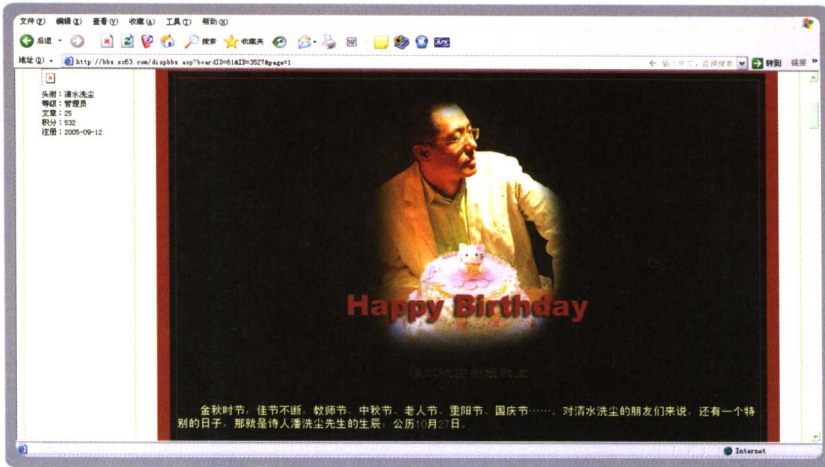 文件(F) 编辑(E) 查看(V) 收藏(A) 工具(T) 帮助(H)
后退 搜索 收藏夹
地址(D) http://bbs.xc63.com/dispbbs.asp?boardID=61&ID=3527&page=1 转到 链接
头衔：清水洗尘
等级：管理员
文章：25
积分：532
注册：2005-09-12
Happy Birthday
金秋时节，佳节不断，教师节、中秋节、老人节、重阳节、国庆节……。对清水洗尘的朋友们来说，还有一个特
别的日子，那就是诗人潘洗尘先生的生辰：公历10月27日。
Internet